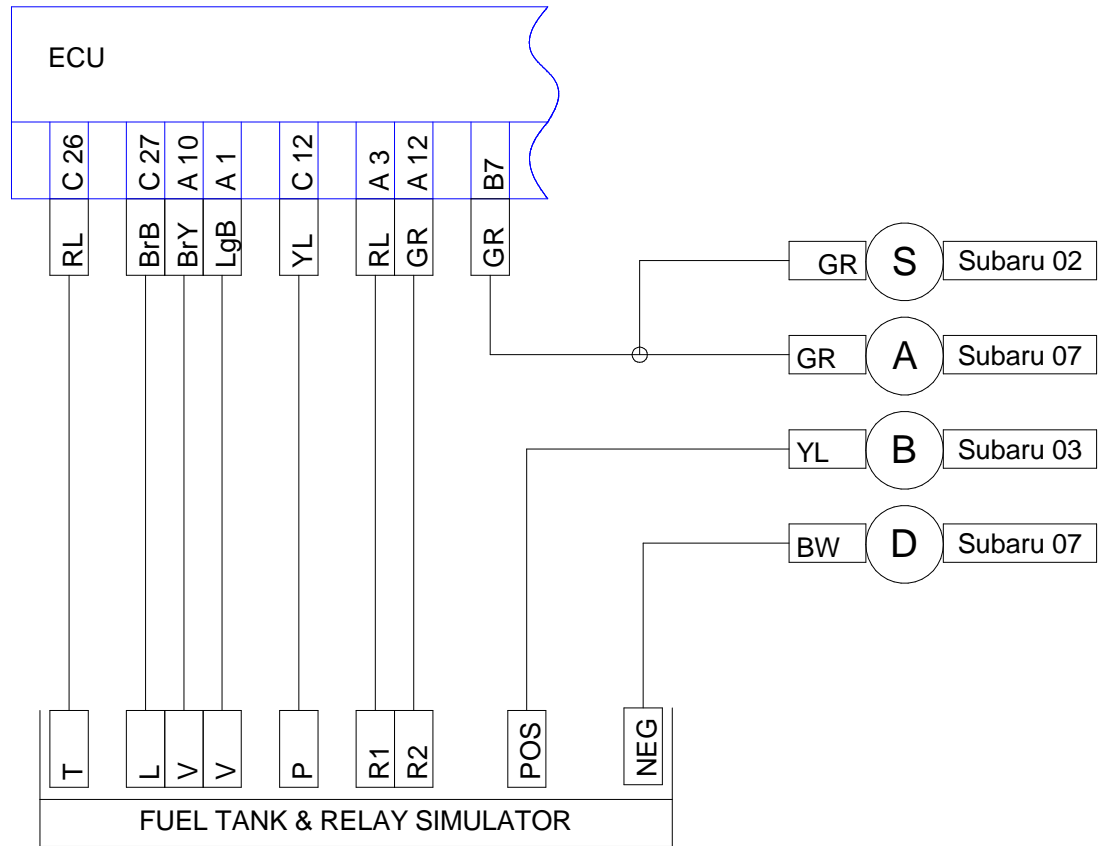 ECU
C 26
C 27
A 10
A 1
C 12
A 3
A 12
B7
RL
BrB
BrY
LgB
YL
RL
GR
GR
GR
S
Subaru 02
GR
A
Subaru 07
YL
B
Subaru 03
BW
D
Subaru 07
T
L
V
V
P
R1
R2
POS
NEG
FUEL TANK & RELAY SIMULATOR